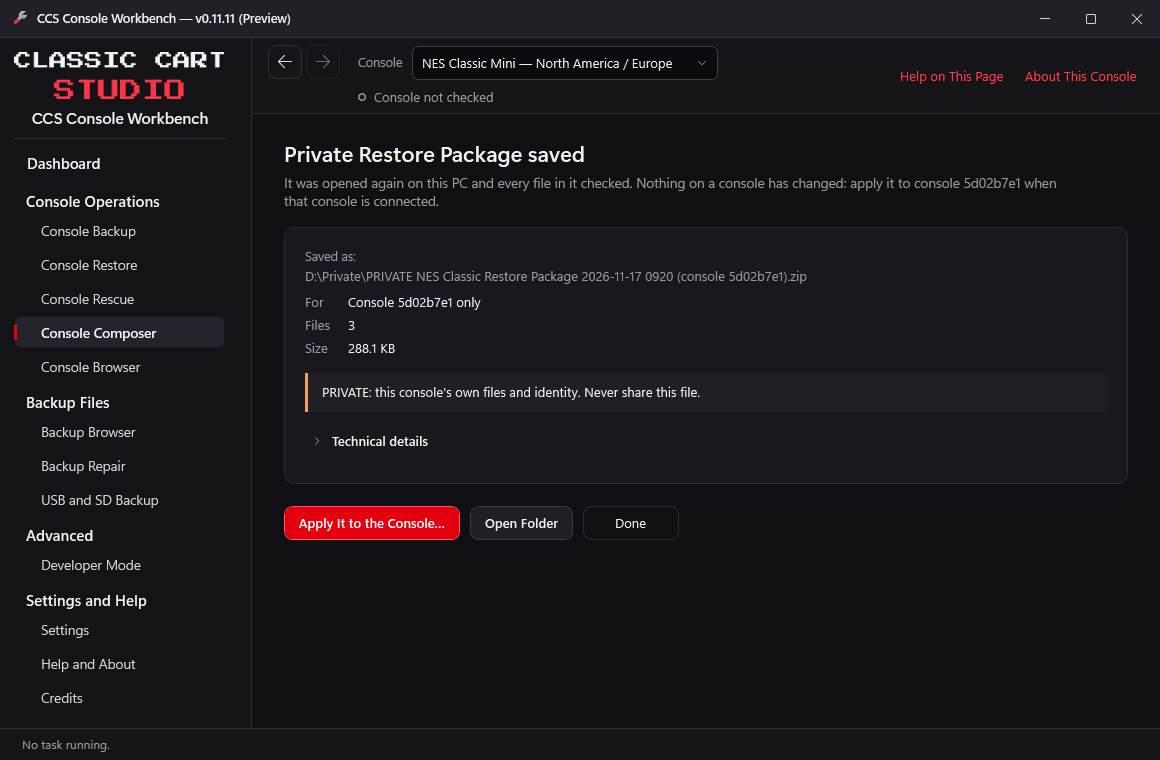 CCS Console Workbench — v0.11.11 (Preview)
CLASSIC CART
STUDIO
CCS Console Workbench
Dashboard
Console Operations
Console Backup
Console Restore
Console Rescue
Console Composer
Console Browser
Backup Files
Backup Browser
Backup Repair
USB and SD Backup
Advanced
Developer Mode
Settings and Help
Settings
Help and About
Credits
Console
NES Classic Mini — North America / Europe
Console not checked
Help on This Page
About This Console
Private Restore Package saved
It was opened again on this PC and every file in it checked. Nothing on a console has changed: apply it to console 5d02b7e1 when
that console is connected.
Saved as:
D:\Private\PRIVATE NES Classic Restore Package 2026-11-17 0920 (console 5d02b7e1).zip
For Console 5d02b7e1 only
Files 3
Size 288.1 KB
PRIVATE: this console's own files and identity. Never share this file.
Technical details
Apply It to the Console...
Open Folder
Done
No task running.